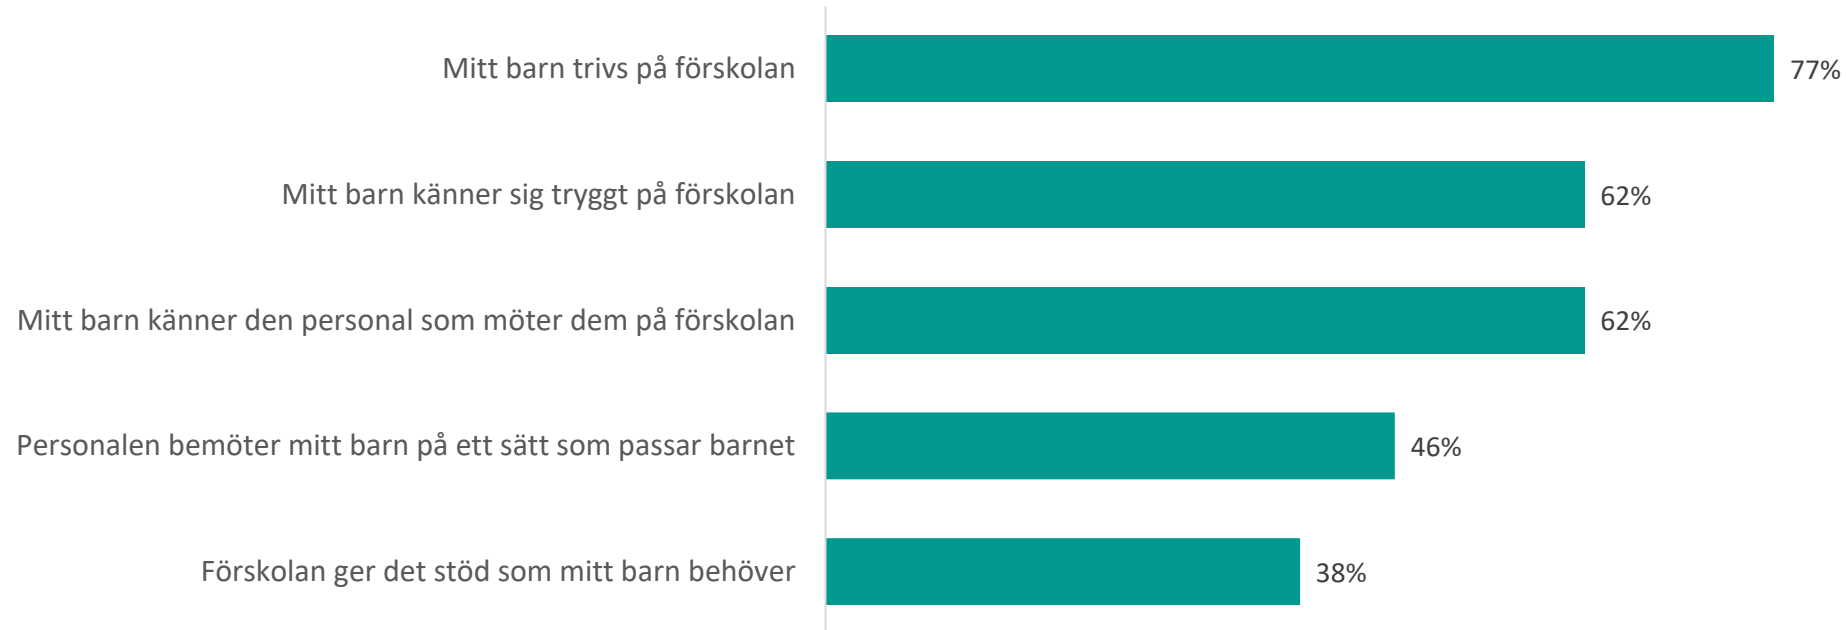 Mitt barn trivs på förskolan 77%
Mitt barn känner sig tryggt på förskolan 62%
Mitt barn känner den personal som möter dem på förskolan 62%
Personalen bemöter mitt barn på ett sätt som passar barnet 46%
Förskolan ger det stöd som mitt barn behöver 38%